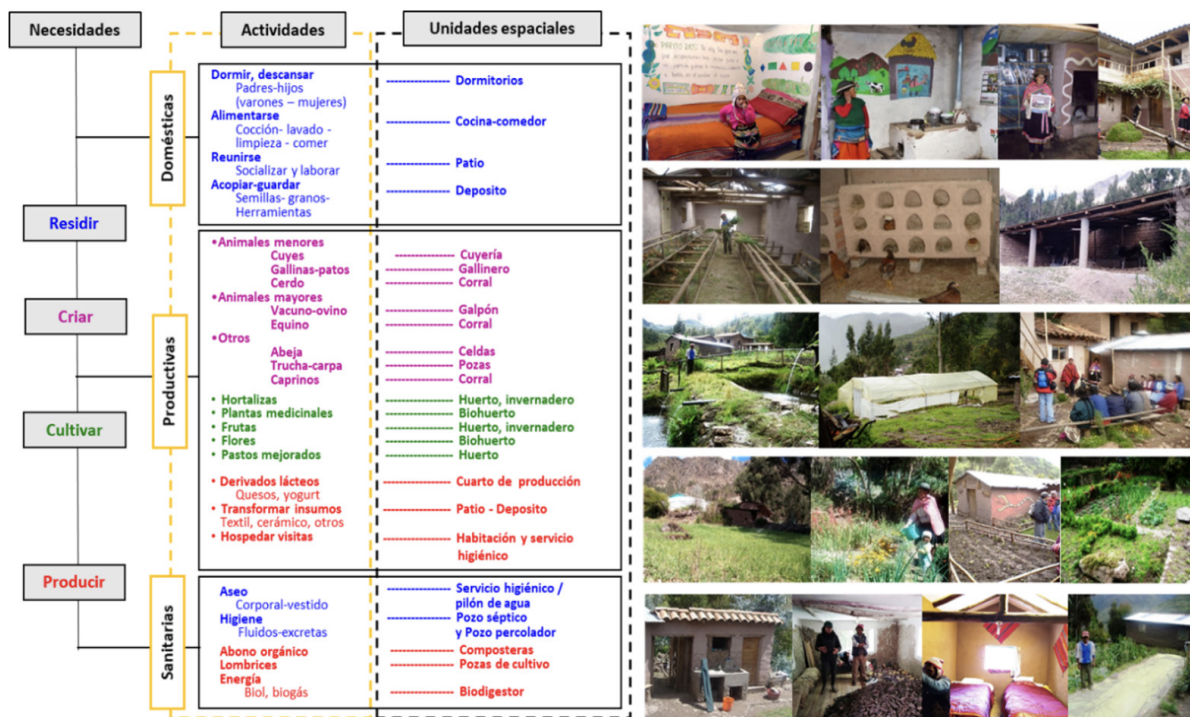 Necesidades
Actividades
Unidades espaciales
Residir
Criar
Cultivar
Producir
Domésticas
Dormir, descansar
Padres-hijos
(varones – mujeres)
Alimentarse
Cocción- lavado -
limpieza - comer
Reunirse
Socializar y laborar
Acopiar-guardar
Semillas- granos-
Herramientas
Dormitorios
Cocina-comedor
Patio
Deposito
Productivas
•Animales menores
Cuyes
Gallinas-patos
Cerdo
•Animales mayores
Vacuno-ovino
Equino
•Otros
Abeja
Trucha-carpa
Caprinos
• Hortalizas
• Plantas medicinales
• Frutas
• Flores
• Pastos mejorados
• Derivados lácteos
Quesos, yogurt
• Transformar insumos
Textil, cerámico, otros
• Hospedar visitas
Cuyería
Gallinero
Corral
Galpón
Corral
Celdas
Pozas
Corral
Huerto, invernadero
Biohuerto
Huerto, invernadero
Biohuerto
Huerto
Cuarto de producción
Patio - Deposito
Habitación y servicio
higiénico
Sanitarias
Aseo
Corporal-vestido
Higiene
Fluidos-excretas
Abono orgánico
Lombrices
Energía
Biol, biogás
Servicio higiénico /
pilón de agua
Pozo séptico
y Pozo percolador
Composteras
Pozas de cultivo
Biodigestor